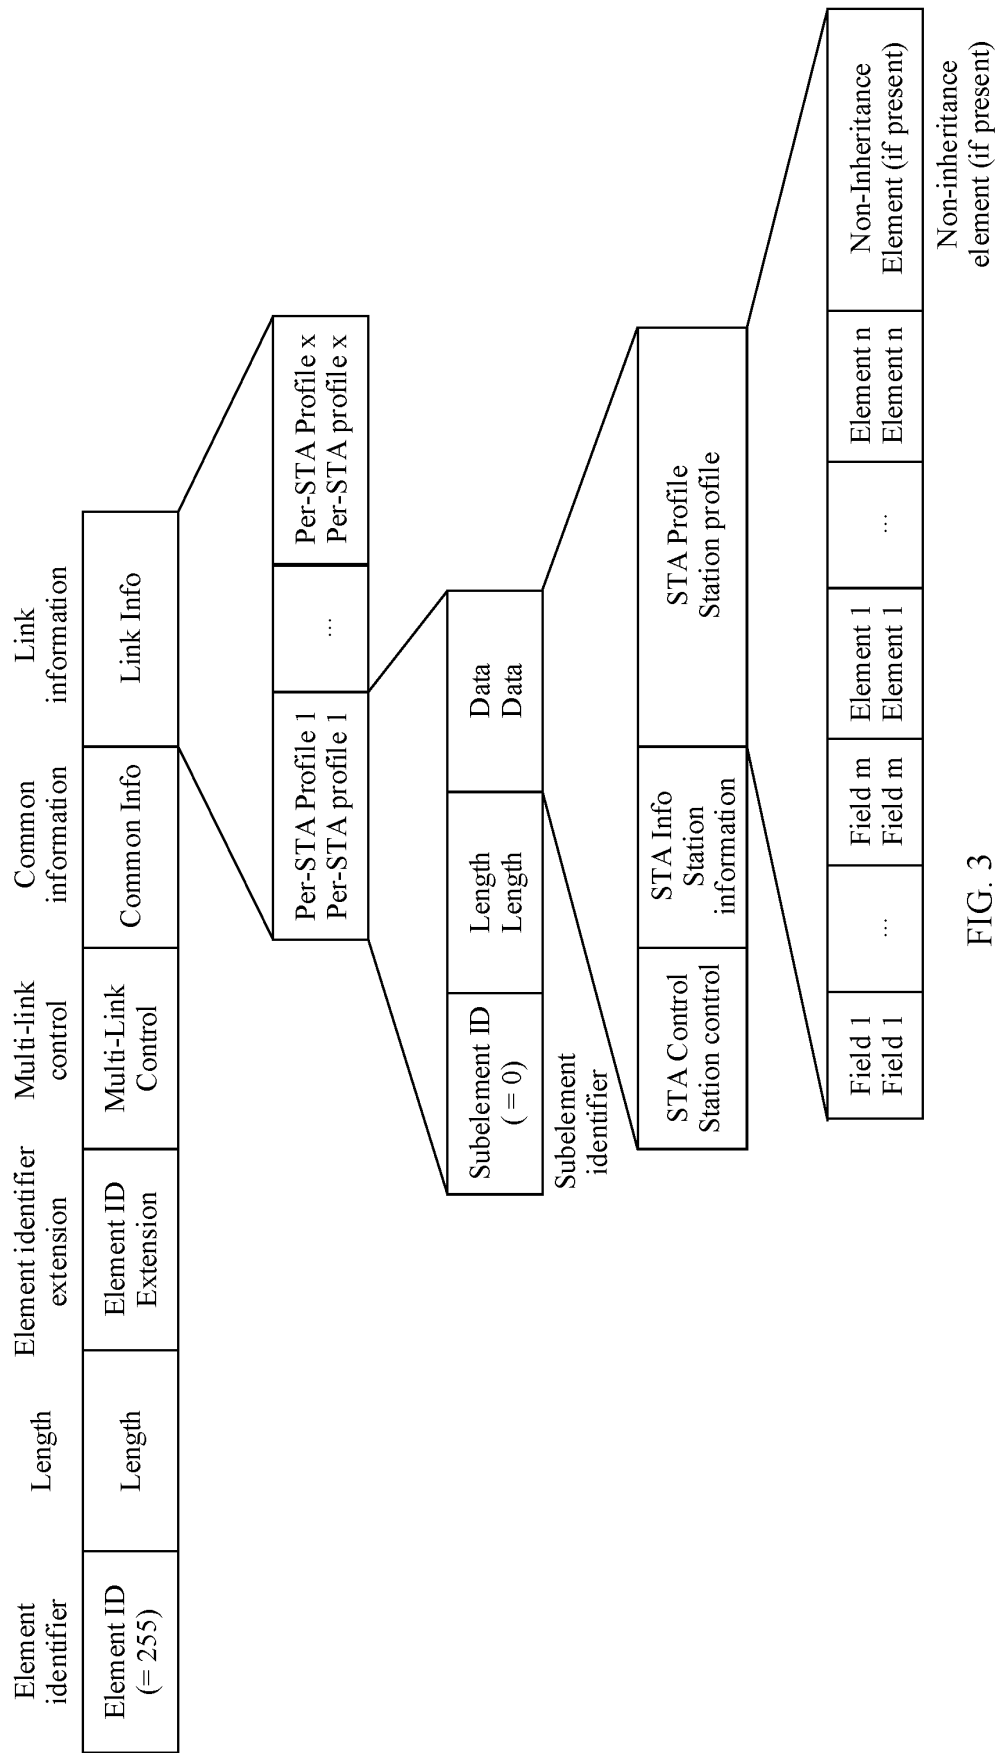 Element
identifier
Length
Element identifier
extension
Multi-link
control
Common
information
Link
information
Element ID
(= 255)
Length
Element ID
Extension
Multi-Link
Control
Common Info
Link Info
Per-STA Profile 1
Per-STA profile 1
...
Per-STA Profile x
Per-STA profile x
Subelement ID
( = 0)
Length
Length
Data
Data
Subelement
identifier
STA Control
Station control
STA Info
Station
information
STA Profile
Station profile
Field 1
Field 1
...
Field m
Field m
Element 1
Element 1
...
Element n
Element n
Non-Inheritance
Element (if present)
Non-inheritance
element (if present)
FIG. 3